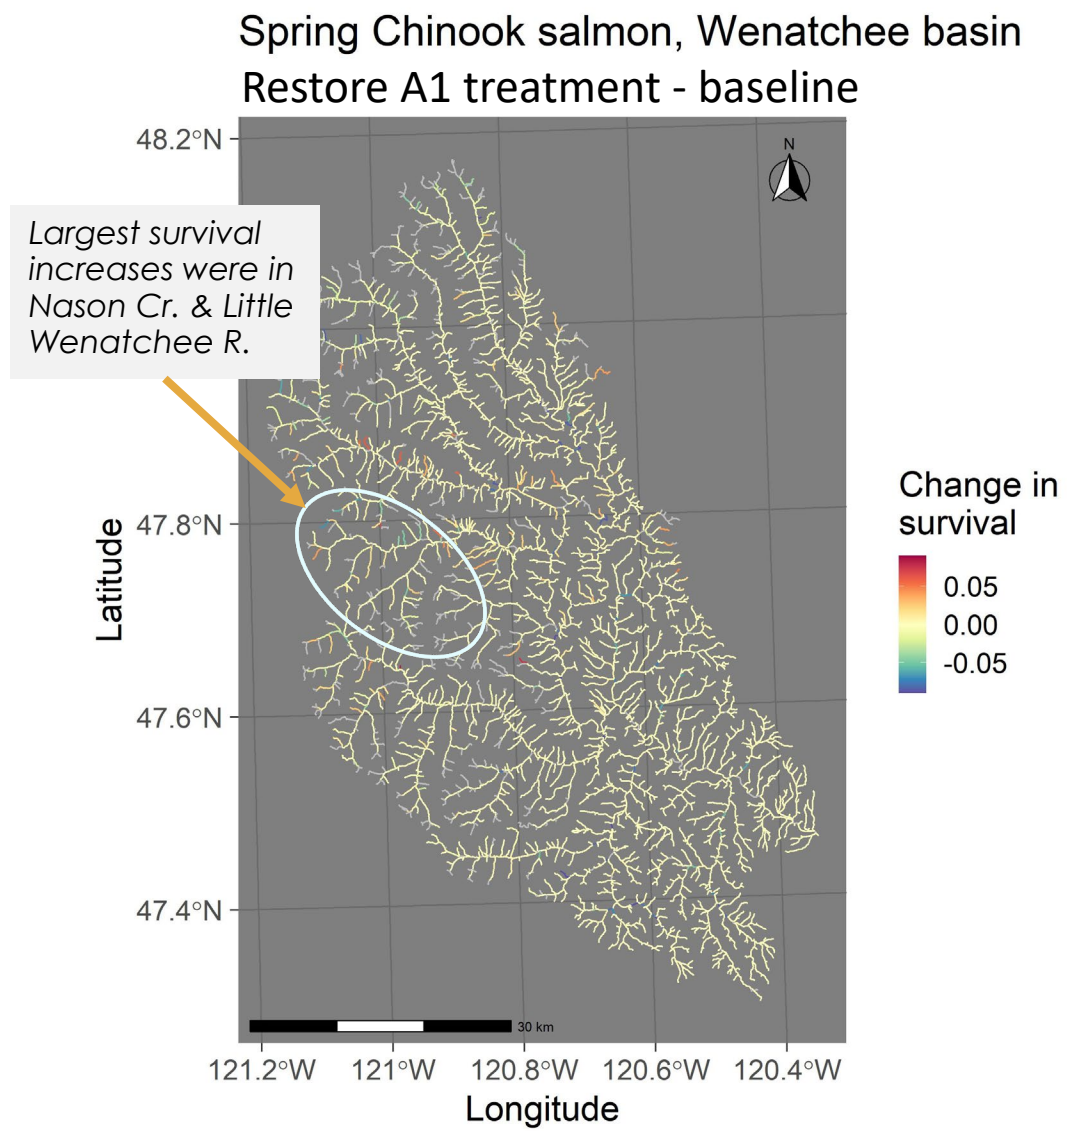 Spring Chinook salmon, Wenatchee basin
Restore A1 treatment - baseline
48.2°N
N
Largest survival
increases were in
Nason Cr. & Little
Wenatchee R.
47.8°N
47.6°N
47.4°N
Latitude
Change in
survival
0.05
0.00
-0.05
30 km
121.2°W 121°W 120.8°W 120.6°W 120.4°W
Longitude